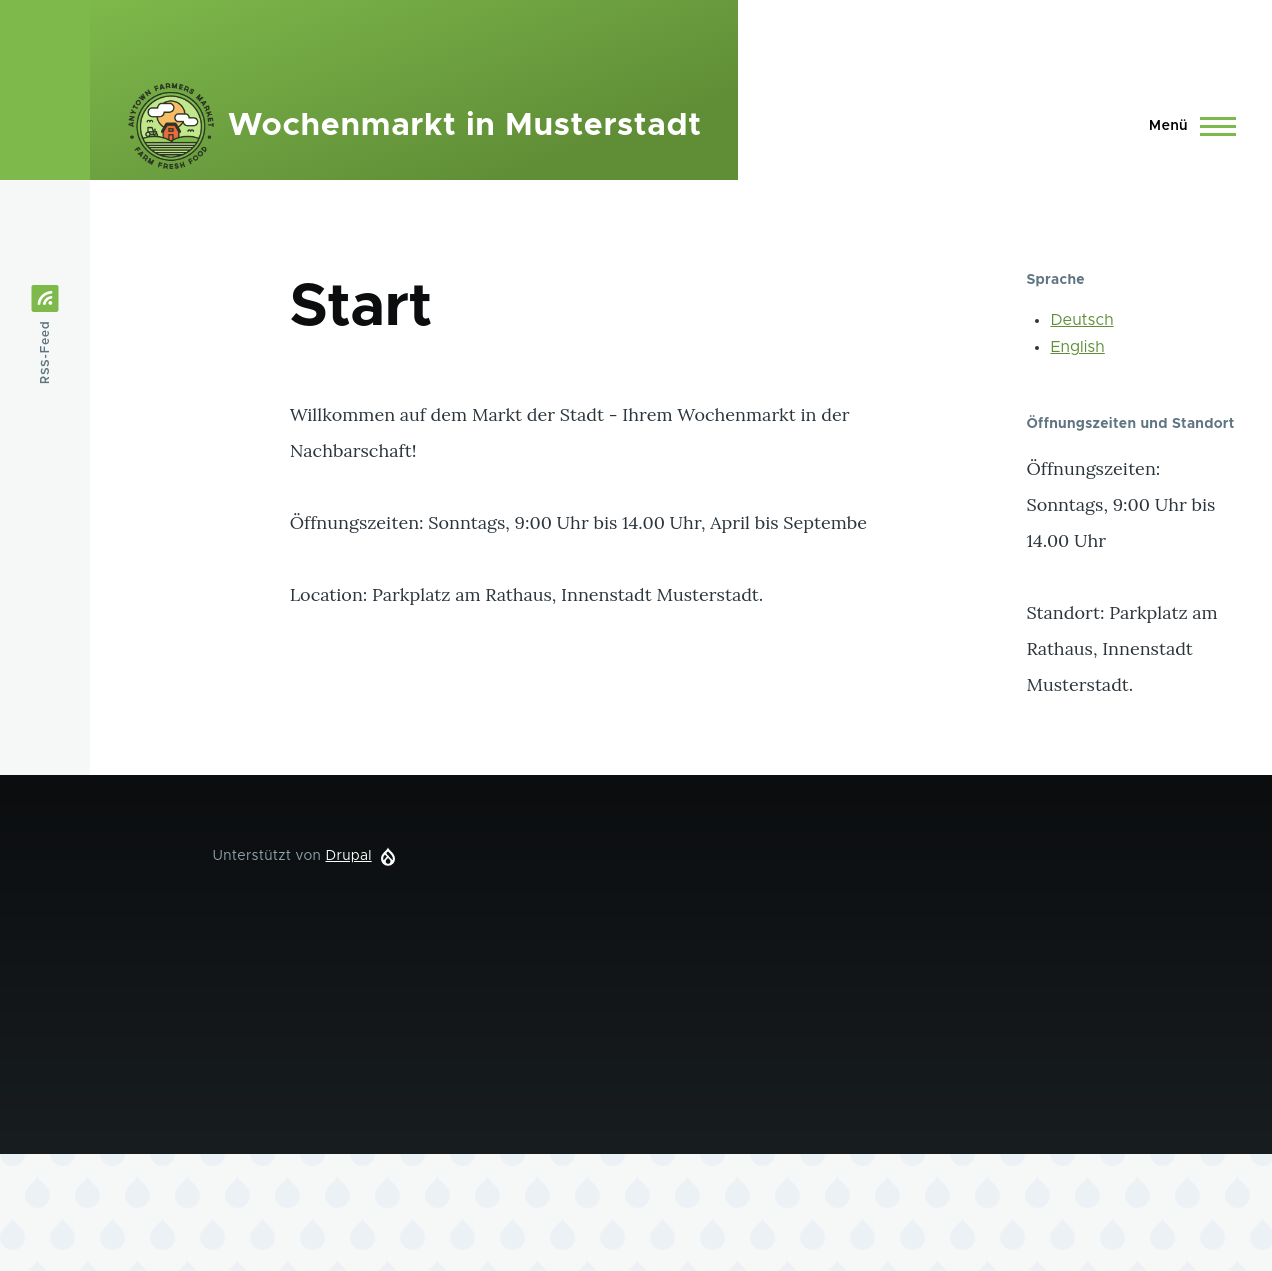 ANYTOWN FARMERS MARKET
FARM FRESH FOOD
Wochenmarkt in Musterstadt
Menü
RSS-Feed
Start
Willkommen auf dem Markt der Stadt - Ihrem Wochenmarkt in der
Nachbarschaft!
Öffnungszeiten: Sonntags, 9:00 Uhr bis 14.00 Uhr, April bis Septembe
Location: Parkplatz am Rathaus, Innenstadt Musterstadt.
Sprache
Deutsch
English
Öffnungszeiten und Standort
Öffnungszeiten:
Sonntags, 9:00 Uhr bis
14.00 Uhr
Standort: Parkplatz am
Rathaus, Innenstadt
Musterstadt.
Unterstützt von Drupal